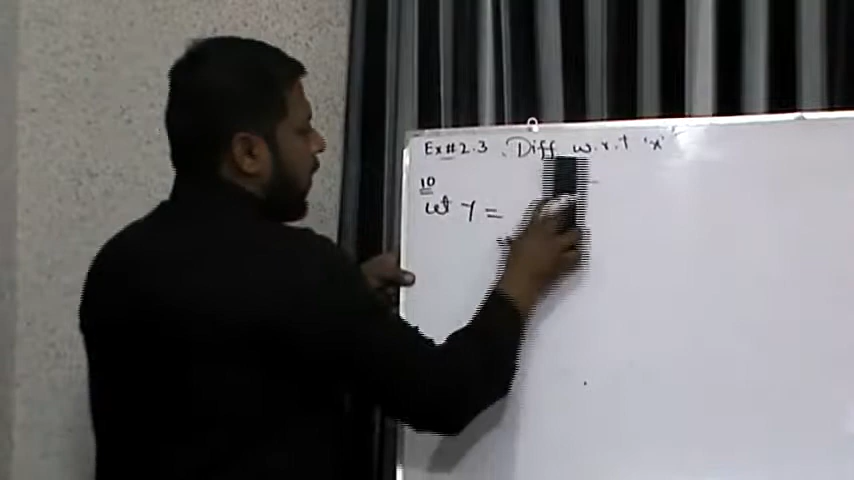 Ex#2.3 . Diff w.r.t 'x'
10
Let y =